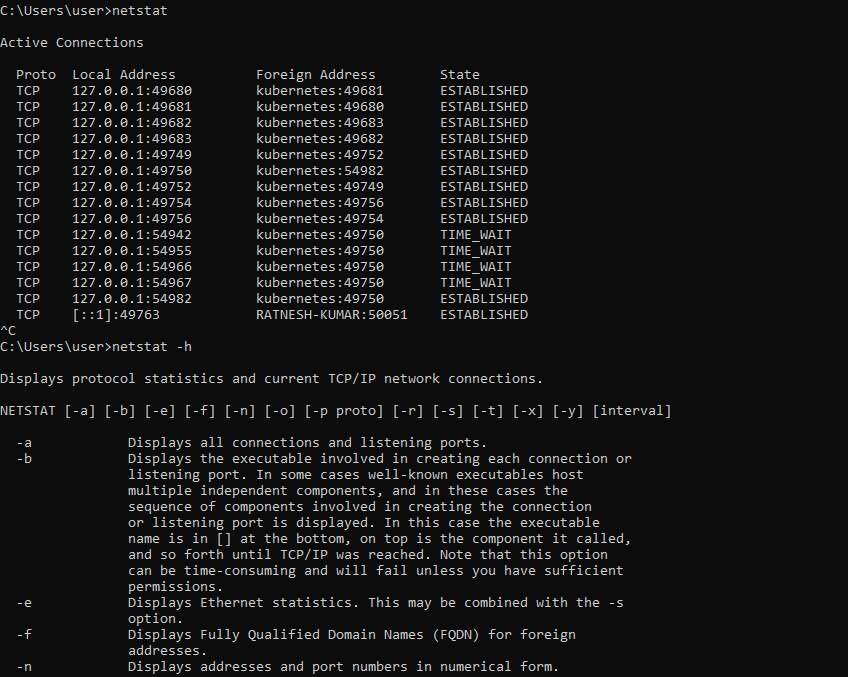 C:\Users\user>netstat
Active Connections
Proto  Local Address          Foreign Address        State
TCP    127.0.0.1:49680        kubernetes:49681       ESTABLISHED
TCP    127.0.0.1:49681        kubernetes:49680       ESTABLISHED
TCP    127.0.0.1:49682        kubernetes:49683       ESTABLISHED
TCP    127.0.0.1:49683        kubernetes:49682       ESTABLISHED
TCP    127.0.0.1:49749        kubernetes:49752       ESTABLISHED
TCP    127.0.0.1:49750        kubernetes:54982       ESTABLISHED
TCP    127.0.0.1:49752        kubernetes:49749       ESTABLISHED
TCP    127.0.0.1:49754        kubernetes:49756       ESTABLISHED
TCP    127.0.0.1:49756        kubernetes:49754       ESTABLISHED
TCP    127.0.0.1:54942        kubernetes:49750       TIME_WAIT
TCP    127.0.0.1:54955        kubernetes:49750       TIME_WAIT
TCP    127.0.0.1:54966        kubernetes:49750       TIME_WAIT
TCP    127.0.0.1:54967        kubernetes:49750       TIME_WAIT
TCP    127.0.0.1:54982        kubernetes:49750       ESTABLISHED
TCP    [::1]:49763            RATNESH-KUMAR:50051    ESTABLISHED
^C
C:\Users\user>netstat -h
Displays protocol statistics and current TCP/IP network connections.
NETSTAT [-a] [-b] [-e] [-f] [-n] [-o] [-p proto] [-r] [-s] [-t] [-x] [-y] [interval]
-a            Displays all connections and listening ports.
-b            Displays the executable involved in creating each connection or
listening port. In some cases well-known executables host
multiple independent components, and in these cases the
sequence of components involved in creating the connection
or listening port is displayed. In this case the executable
name is in [] at the bottom, on top is the component it called,
and so forth until TCP/IP was reached. Note that this option
can be time-consuming and will fail unless you have sufficient
permissions.
-e            Displays Ethernet statistics. This may be combined with the -s
option.
-f            Displays Fully Qualified Domain Names (FQDN) for foreign
addresses.
-n            Displays addresses and port numbers in numerical form.